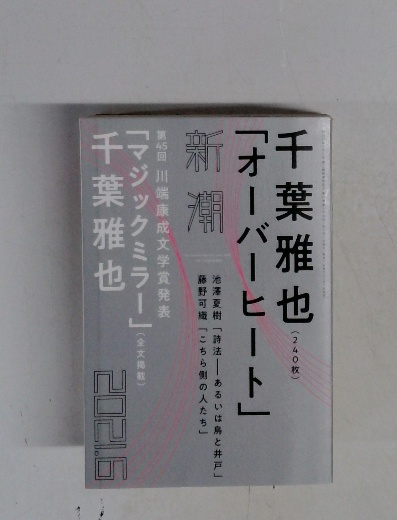 千葉雅也
「オーバーヒート」
(240枚)
新潮
池澤夏樹「詩法——あるいは鳥と井戸」
藤野可織「こちら側の人たち」
第45回 川端康成文学賞発表
「マジックミラー」(全文掲載)
千葉雅也
2021.6